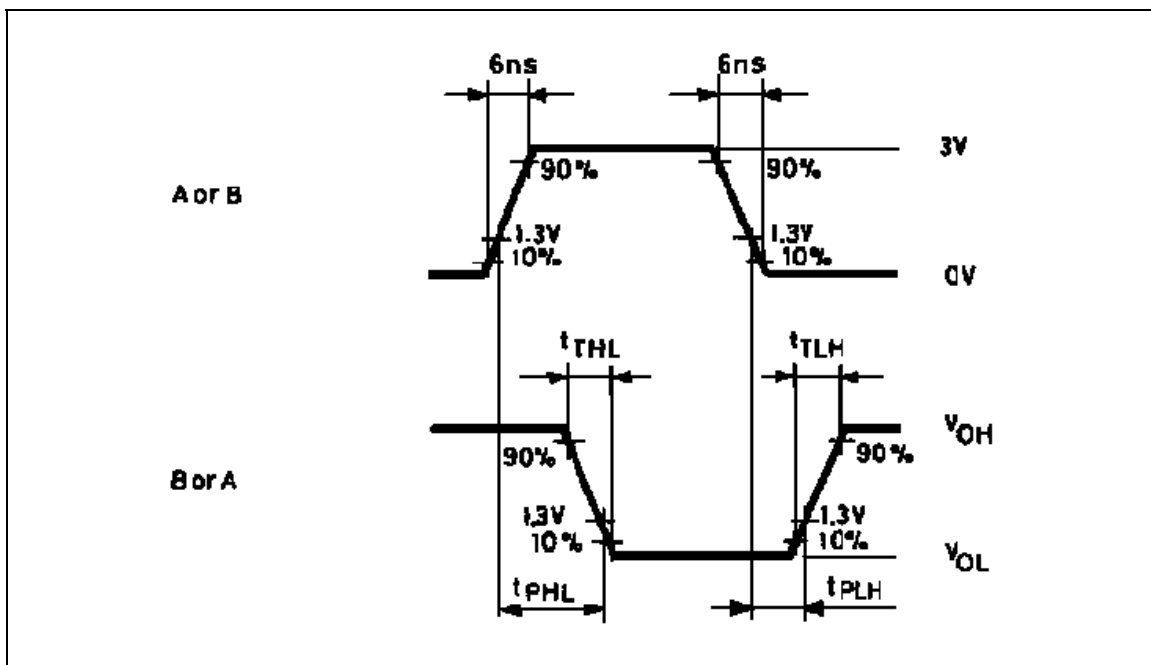 6ns 6ns
3V
90% 90%
A or B
1.3V 1.3V
10% 10%
0V
tTHL tTLH
VOH
90% 90%
B or A
1.3V 1.3V
10% 10%
VOL
tPHL tPLH